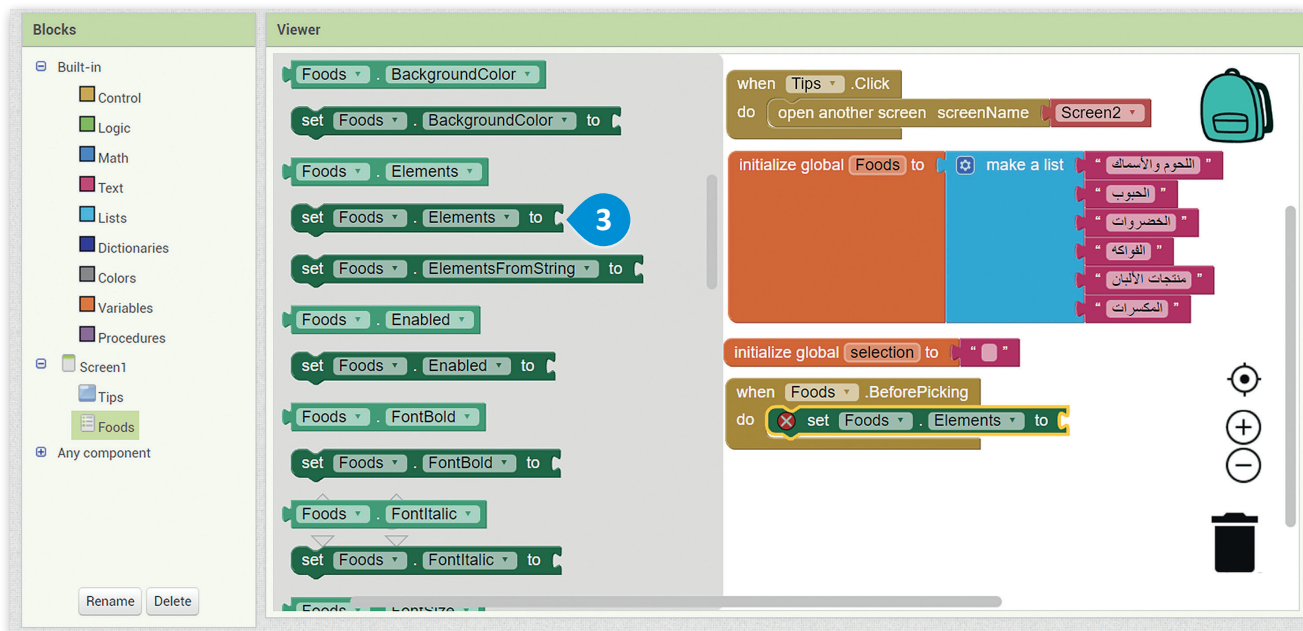 Blocks
Built-in
Control
Logic
Math
Text
Lists
Dictionaries
Colors
Variables
Procedures
Screen1
Tips
Foods
Any component
Rename Delete
Viewer
Foods . BackgroundColor
set Foods . BackgroundColor to
Foods . Elements
set Foods . Elements to
3
set Foods . ElementsFromString to
Foods . Enabled
set Foods . Enabled to
Foods . FontBold
set Foods . FontBold to
Foods . FontItalic
set Foods . FontItalic to
Foods . FontSize
when Tips .Click
do open another screen screenName Screen2
initialize global Foods to make a list " اللحوم والأسماك "
" الحبوب "
" الخضروات "
" الفواكه "
" منتجات الألبان "
" المكسرات "
initialize global selection to " "
when Foods .BeforePicking
do set Foods . Elements to